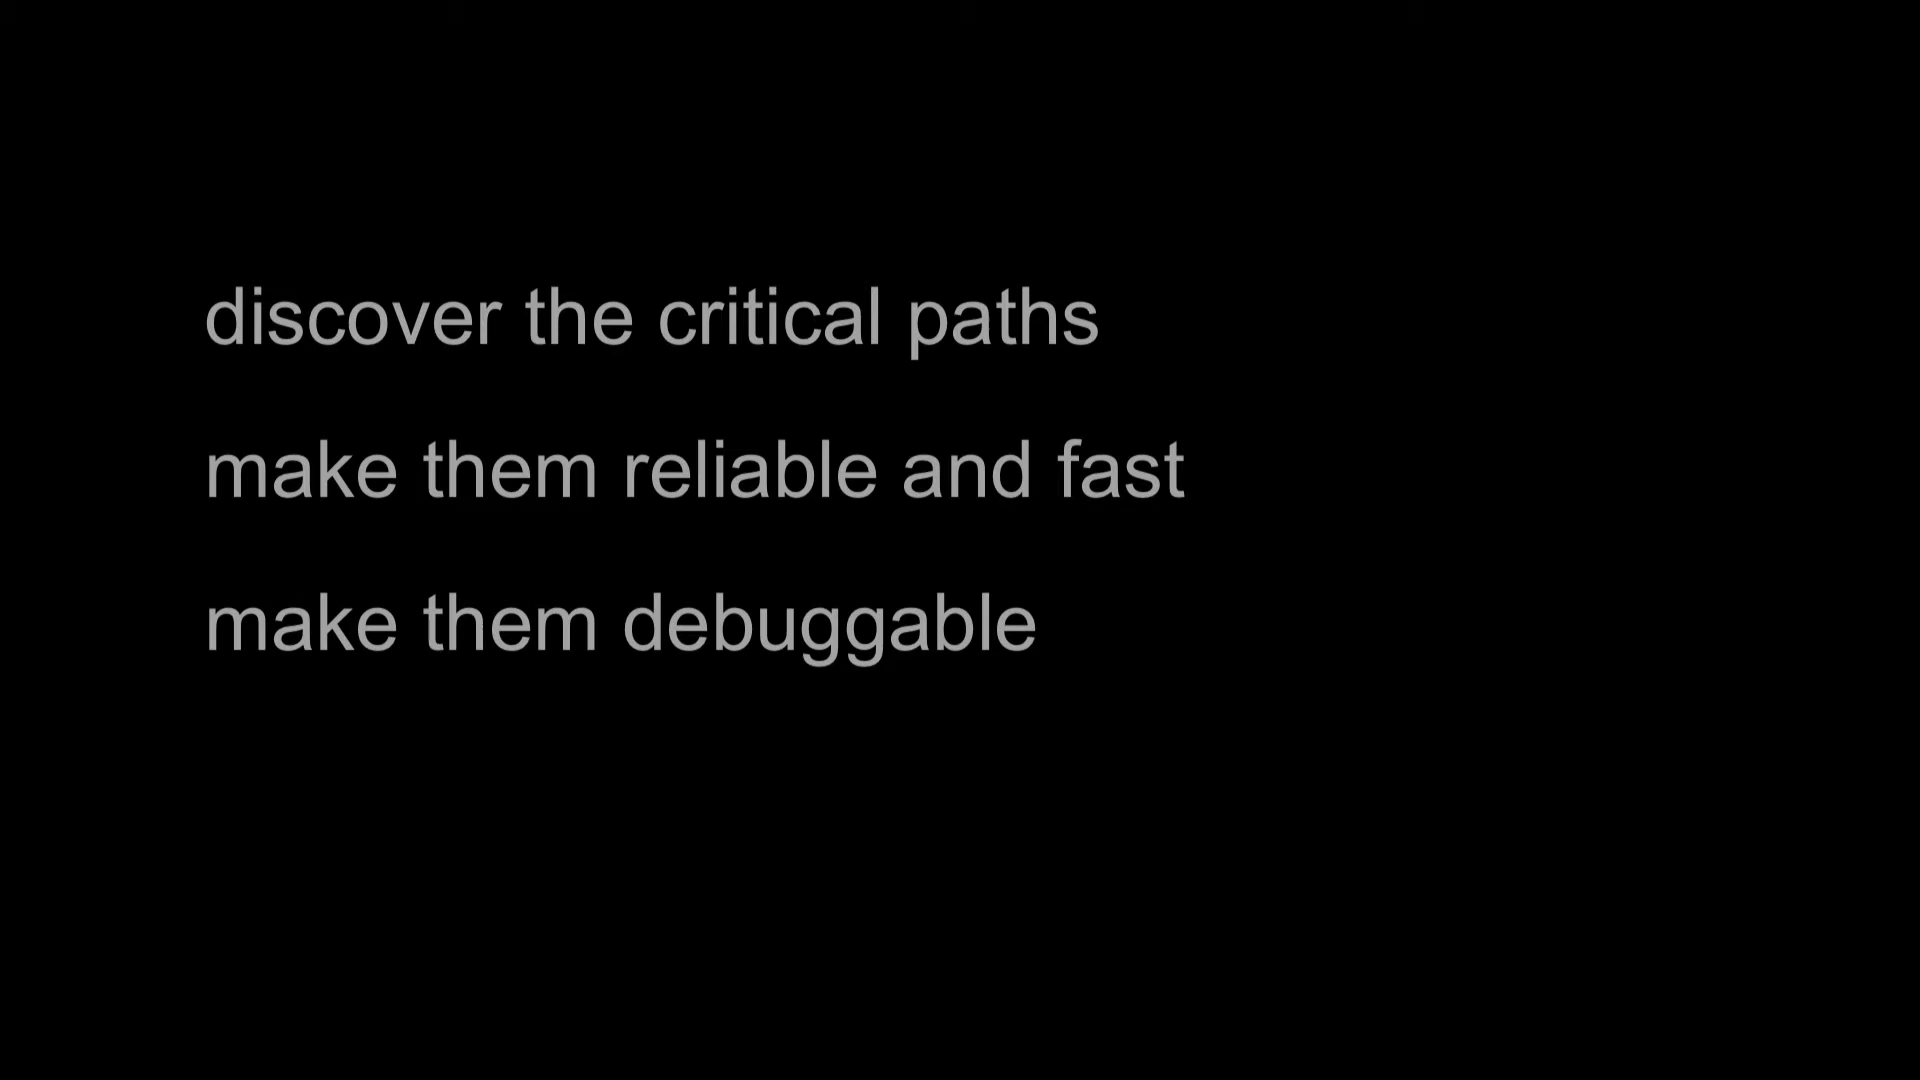 discover the critical paths
make them reliable and fast
make them debuggable